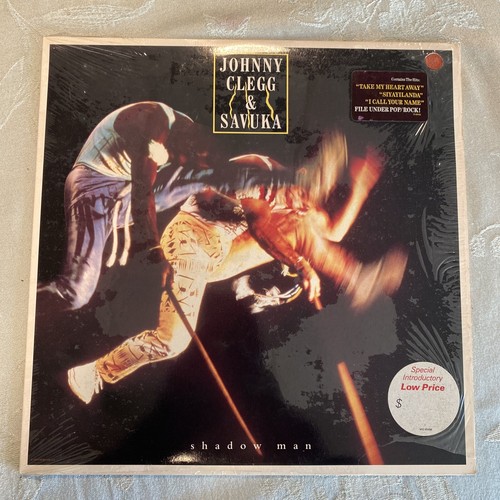 JOHNNY
CLEGG
&
SAVUKA
Contains The Hits:
"TAKE MY HEART AWAY"
"SIYAYILANDA"
"I CALL YOUR NAME"
FILE UNDER POP/ROCK!
Special
Introductory
Low Price
$
shadow man